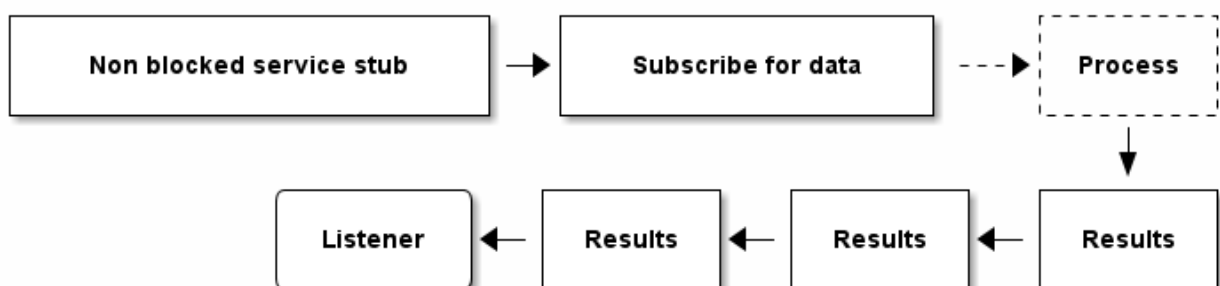 Non blocked service stub
Subscribe for data
Process
Listener
Results
Results
Results